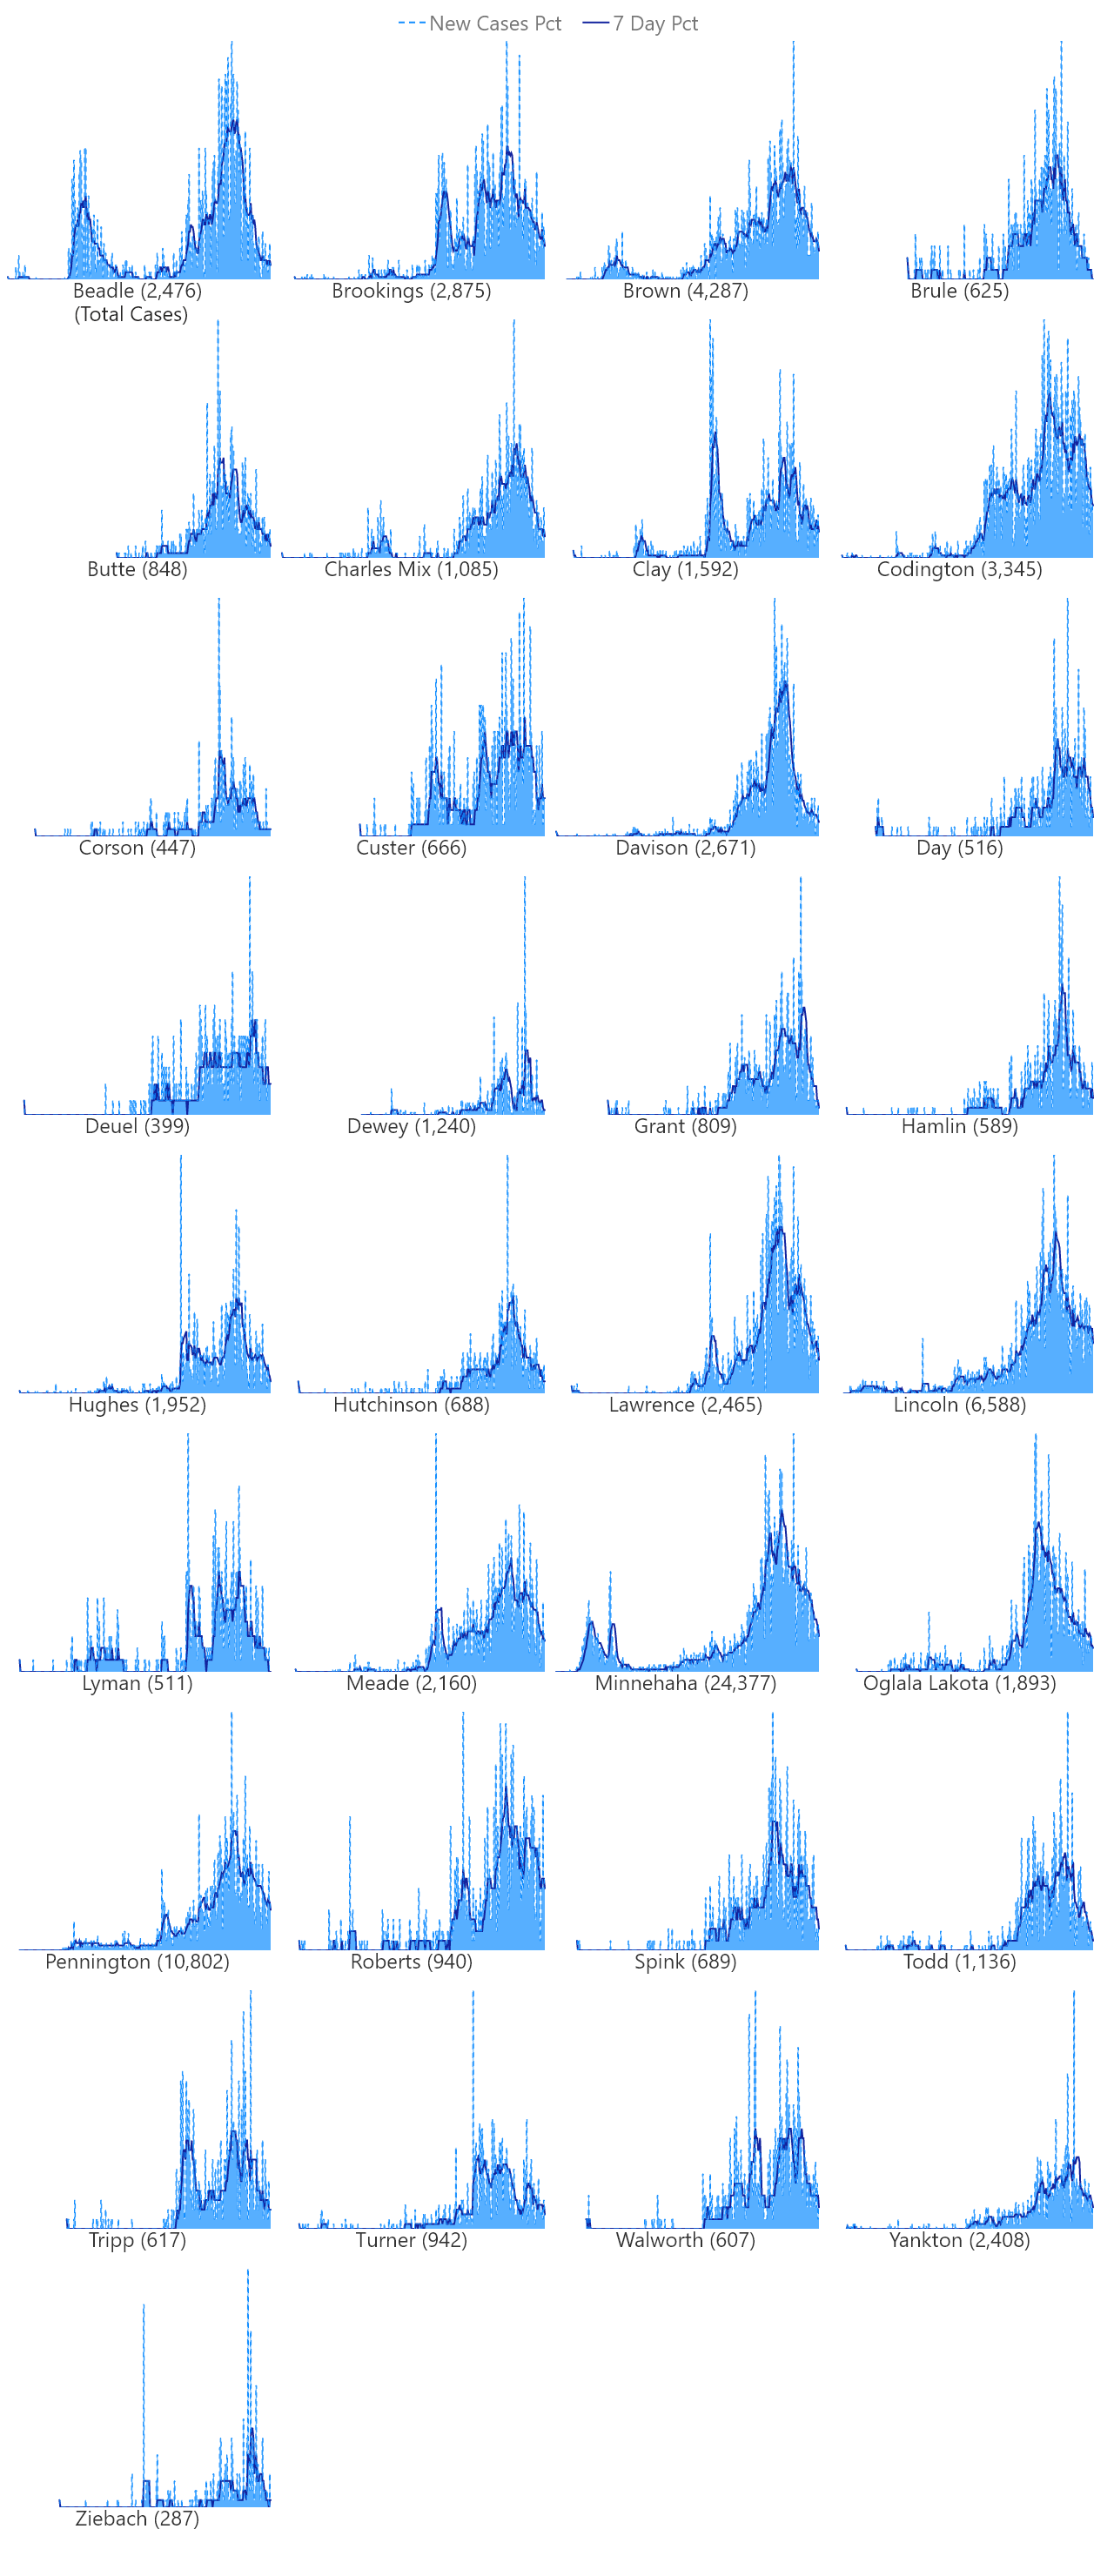 New Cases Pct 7 Day Pct
Beadle (2,476) Brookings (2,875) Brown (4,287) Brule (625)
(Total Cases)
Butte (848) Charles Mix (1,085) Clay (1,592) Codington (3,345)
Corson (447) Custer (666) Davison (2,671) Day (516)
Deuel (399) Dewey (1,240) Grant (809) Hamlin (589)
Hughes (1,952) Hutchinson (688) Lawrence (2,465) Lincoln (6,588)
Lyman (511) Meade (2,160) Minnehaha (24,377) Oglala Lakota (1,893)
Pennington (10,802) Roberts (940) Spink (689) Todd (1,136)
Tripp (617) Turner (942) Walworth (607) Yankton (2,408)
Ziebach (287)